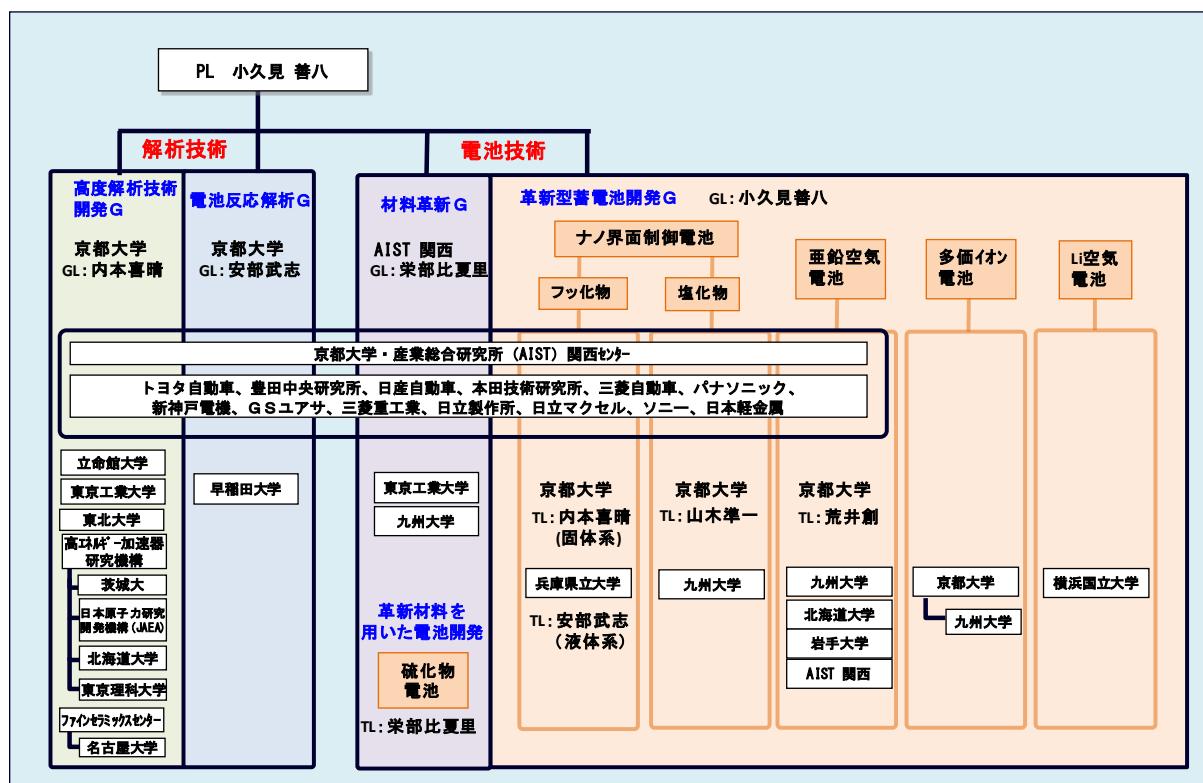 PL 小久見 善八
解析技術
電池技術
高度解析技術
開発G
京都大学
GL:内本喜晴
電池反応解析G
京都大学
GL:安部武志
材料革新G
AIST 関西
GL:栄部比夏里
革新型蓄電池開発G GL:小久見善八
ナノ界面制御電池
フッ化物
塩化物
亜鉛空気
電池
多価イオン
電池
Li空気
電池
京都大学・産業総合研究所(AIST)関西センター
トヨタ自動車、豊田中央研究所、日産自動車、本田技術研究所、三菱自動車、パナソニック、
新神戸電機、GSユアサ、三菱重工業、日立製作所、日立マクセル、ソニー、日本軽金属
立命館大学
東京工業大学
東北大学
高エネルギー加速器
研究機構
茨城大
日本原子力研究
開発機構(JAEA)
北海道大学
東京理科大学
ファインセラミックスセンター
名古屋大学
早稲田大学
東京工業大学
九州大学
革新材料を
用いた電池開発
硫化物
電池
TL:栄部比夏里
京都大学
TL:内本喜晴
(固体系)
兵庫県立大学
TL:安部武志
(液体系)
京都大学
TL:山木準一
九州大学
京都大学
TL:荒井創
九州大学
北海道大学
岩手大学
AIST 関西
京都大学
九州大学
横浜国立大学